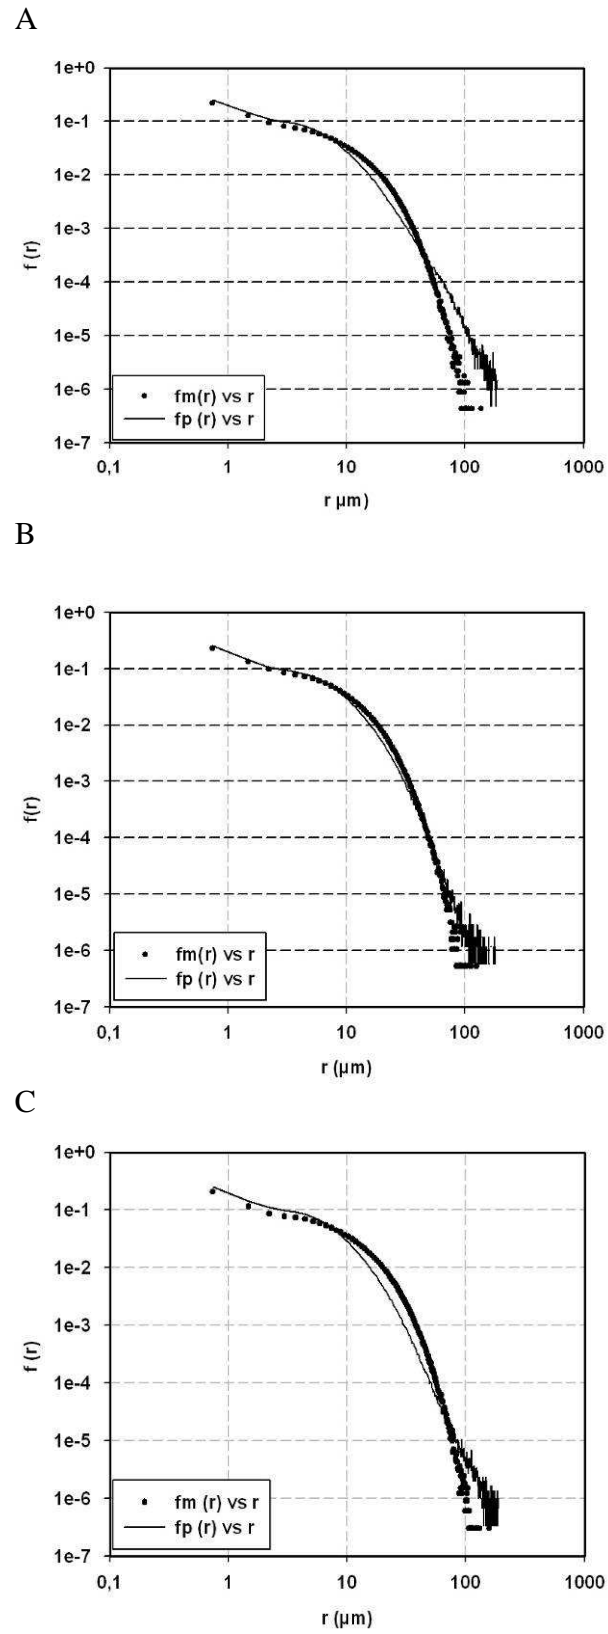 A
1e+0
1e-1
1e-2
1e-3
1e-4
1e-5
1e-6
1e-7
f (r)
fm(r) vs r
fp (r) vs r
0,1 1 10 100 1000
r µm)
B
1e+0
1e-1
1e-2
1e-3
1e-4
1e-5
1e-6
1e-7
f(r)
fm(r) vs r
fp (r) vs r
0,1 1 10 100 1000
r (µm)
C
1e+0
1e-1
1e-2
1e-3
1e-4
1e-5
1e-6
1e-7
f (r)
fm (r) vs r
fp (r) vs r
0,1 1 10 100 1000
r (µm)